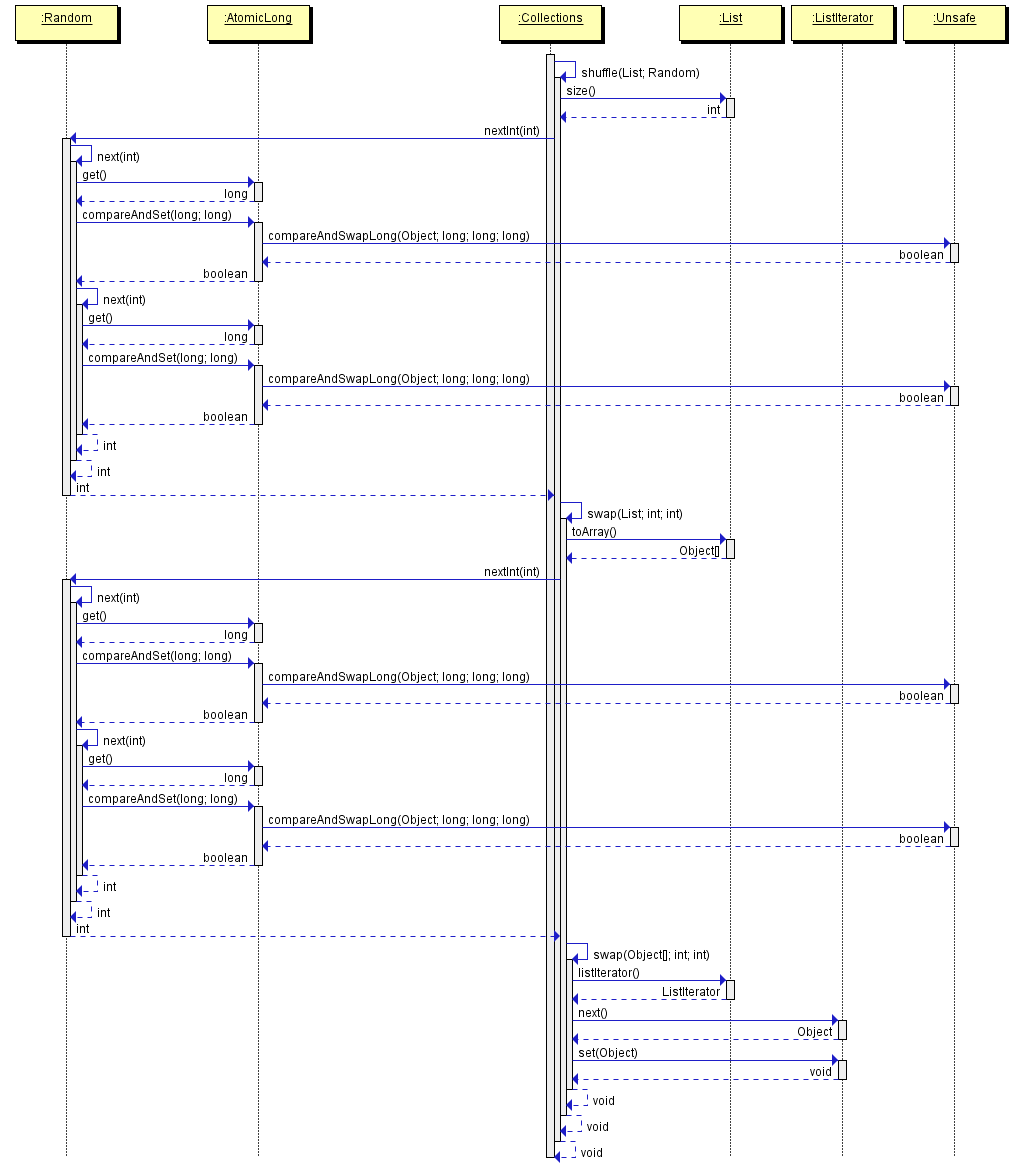 :Random :AtomicLong :Collections :List :ListIterator :Unsafe
shuffle(List; Random)
size()
int
nextInt(int)
next(int)
get()
long
compareAndSet(long; long)
compareAndSwapLong(Object; long; long; long)
boolean
boolean
next(int)
get()
long
compareAndSet(long; long)
compareAndSwapLong(Object; long; long; long)
boolean
boolean
int
int
int
swap(List; int; int)
toArray()
Object[]
nextInt(int)
next(int)
get()
long
compareAndSet(long; long)
compareAndSwapLong(Object; long; long; long)
boolean
boolean
next(int)
get()
long
compareAndSet(long; long)
compareAndSwapLong(Object; long; long; long)
boolean
boolean
int
int
int
swap(Object[]; int; int)
listIterator()
ListIterator
next()
Object
set(Object)
void
void
void
void